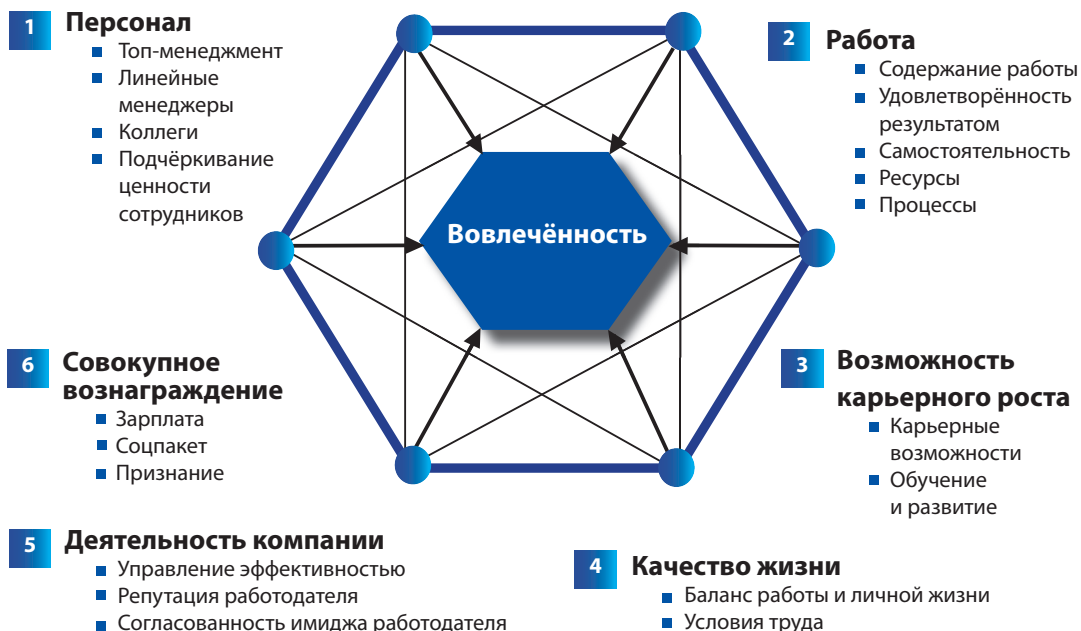 1
Персонал
Топ-менеджмент
Линейные
менеджеры
Коллеги
Подчёркивание
ценности
сотрудников
2
Работа
Содержание работы
Удовлетворённость
результатом
Самостоятельность
Ресурсы
Процессы
Вовлечённость
3
Возможность
карьерного роста
Карьерные
возможности
Обучение
и развитие
6
Совокупное
вознаграждение
Зарплата
Соцпакет
Признание
5
Деятельность компании
Управление эффективностью
Репутация работодателя
Согласованность имиджа работодателя
4
Качество жизни
Баланс работы и личной жизни
Условия труда